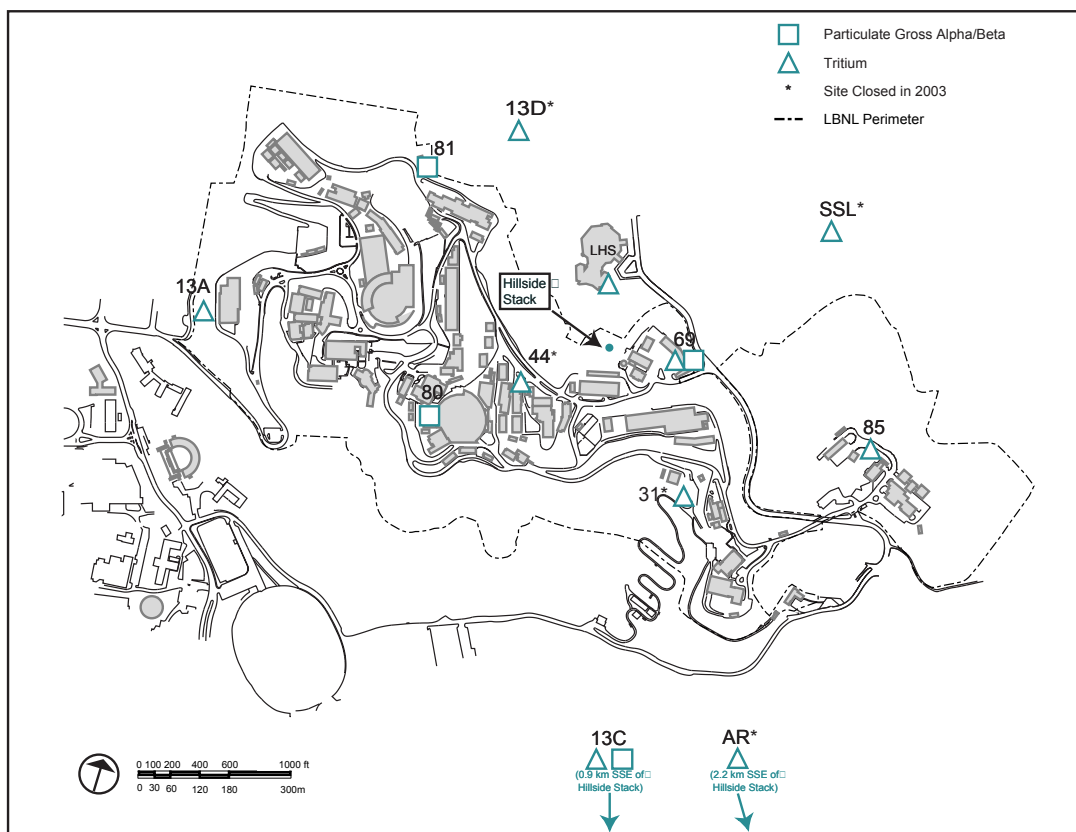 Particulate Gross Alpha/Beta
Tritium
* Site Closed in 2003
LBNL Perimeter
13D*
81
SSL*
LHS
13A
Hillside
Stack
69
44*
80
85
31*
13C
(0.9 km SSE of
Hillside Stack)
AR*
(2.2 km SSE of
Hillside Stack)
0 100 200 400 600 1000 ft
0 30 60 120 180 300m